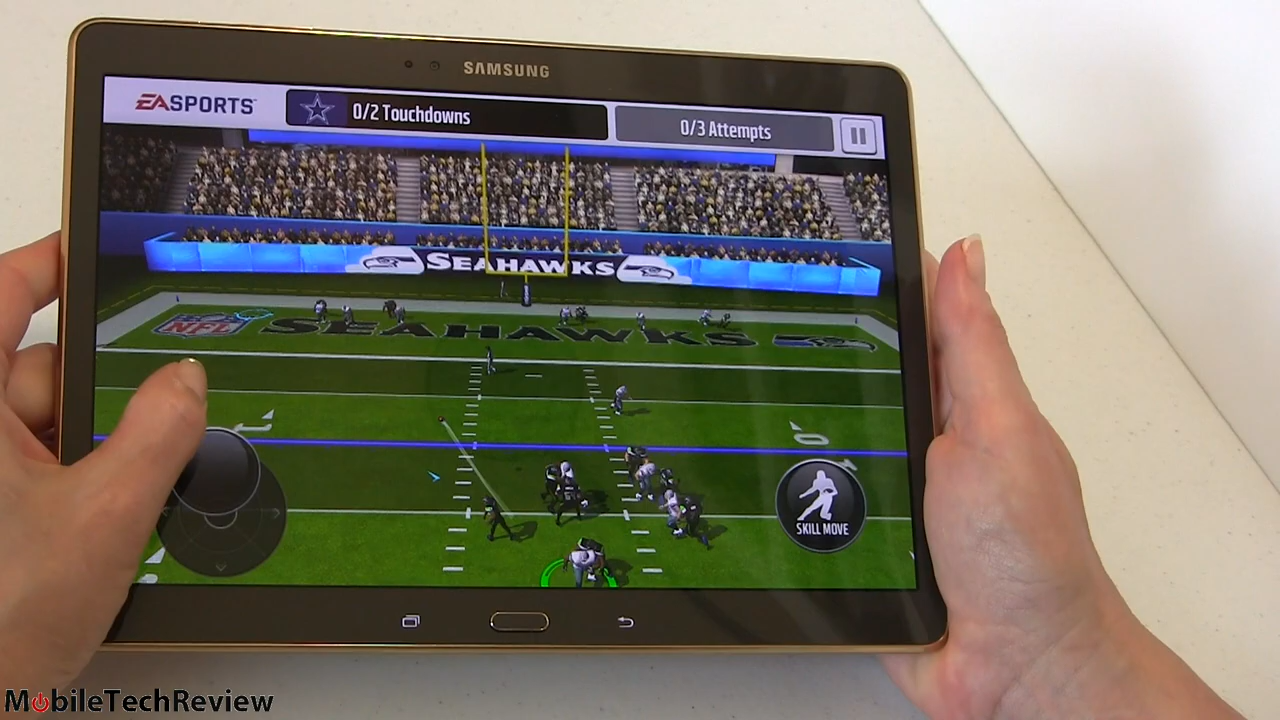 SAMSUNG
EA SPORTS
0/2 Touchdowns
0/3 Attempts
SEAHAWKS
NFL
SEAHAWKS
SKILL MOVE
MobileTechReview